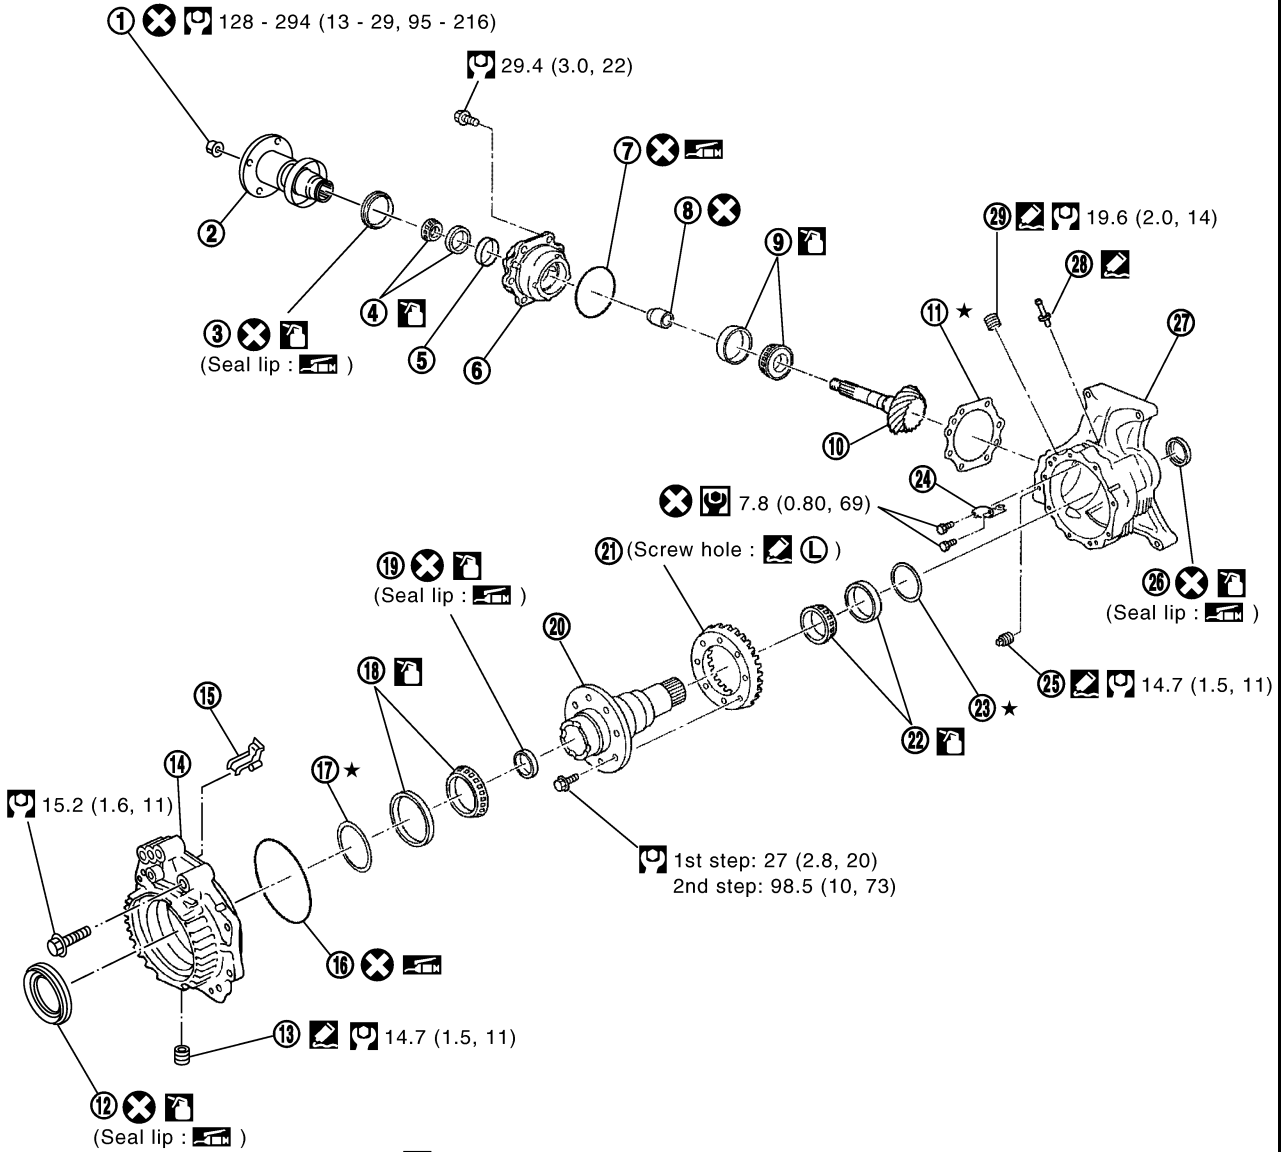 1 128 - 294 (13 - 29, 95 - 216)
29.4 (3.0, 22)
7
8
2
29 19.6 (2.0, 14)
9
28
11 ★
27
3
(Seal lip : )
4
5
6
10
24
7.8 (0.80, 69)
21 (Screw hole : L )
19
(Seal lip : )
26
(Seal lip : )
20
18
25 14.7 (1.5, 11)
15
23 ★
22
14
17 ★
15.2 (1.6, 11)
1st step: 27 (2.8, 20)
2nd step: 98.5 (10, 73)
16
13 14.7 (1.5, 11)
12
(Seal lip : )